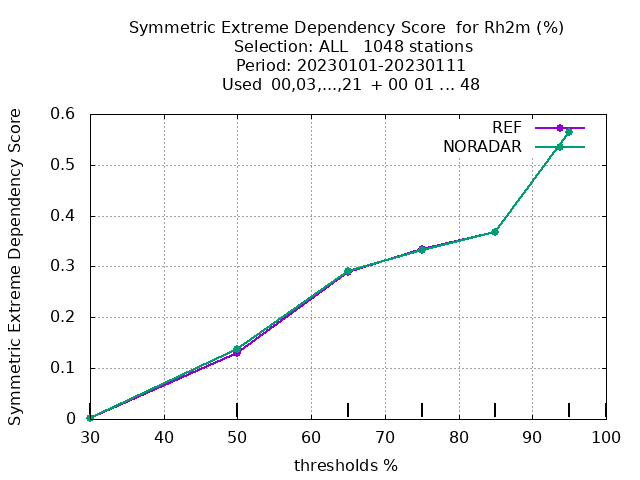 Symmetric Extreme Dependency Score  for Rh2m (%)
Selection: ALL   1048 stations
Period: 20230101-20230111
Used  00,03,...,21  + 00 01 ... 48
REF
NORADAR
Symmetric Extreme Dependency Score
0.6
0.5
0.4
0.3
0.2
0.1
0
30 40 50 60 70 80 90 100
thresholds %